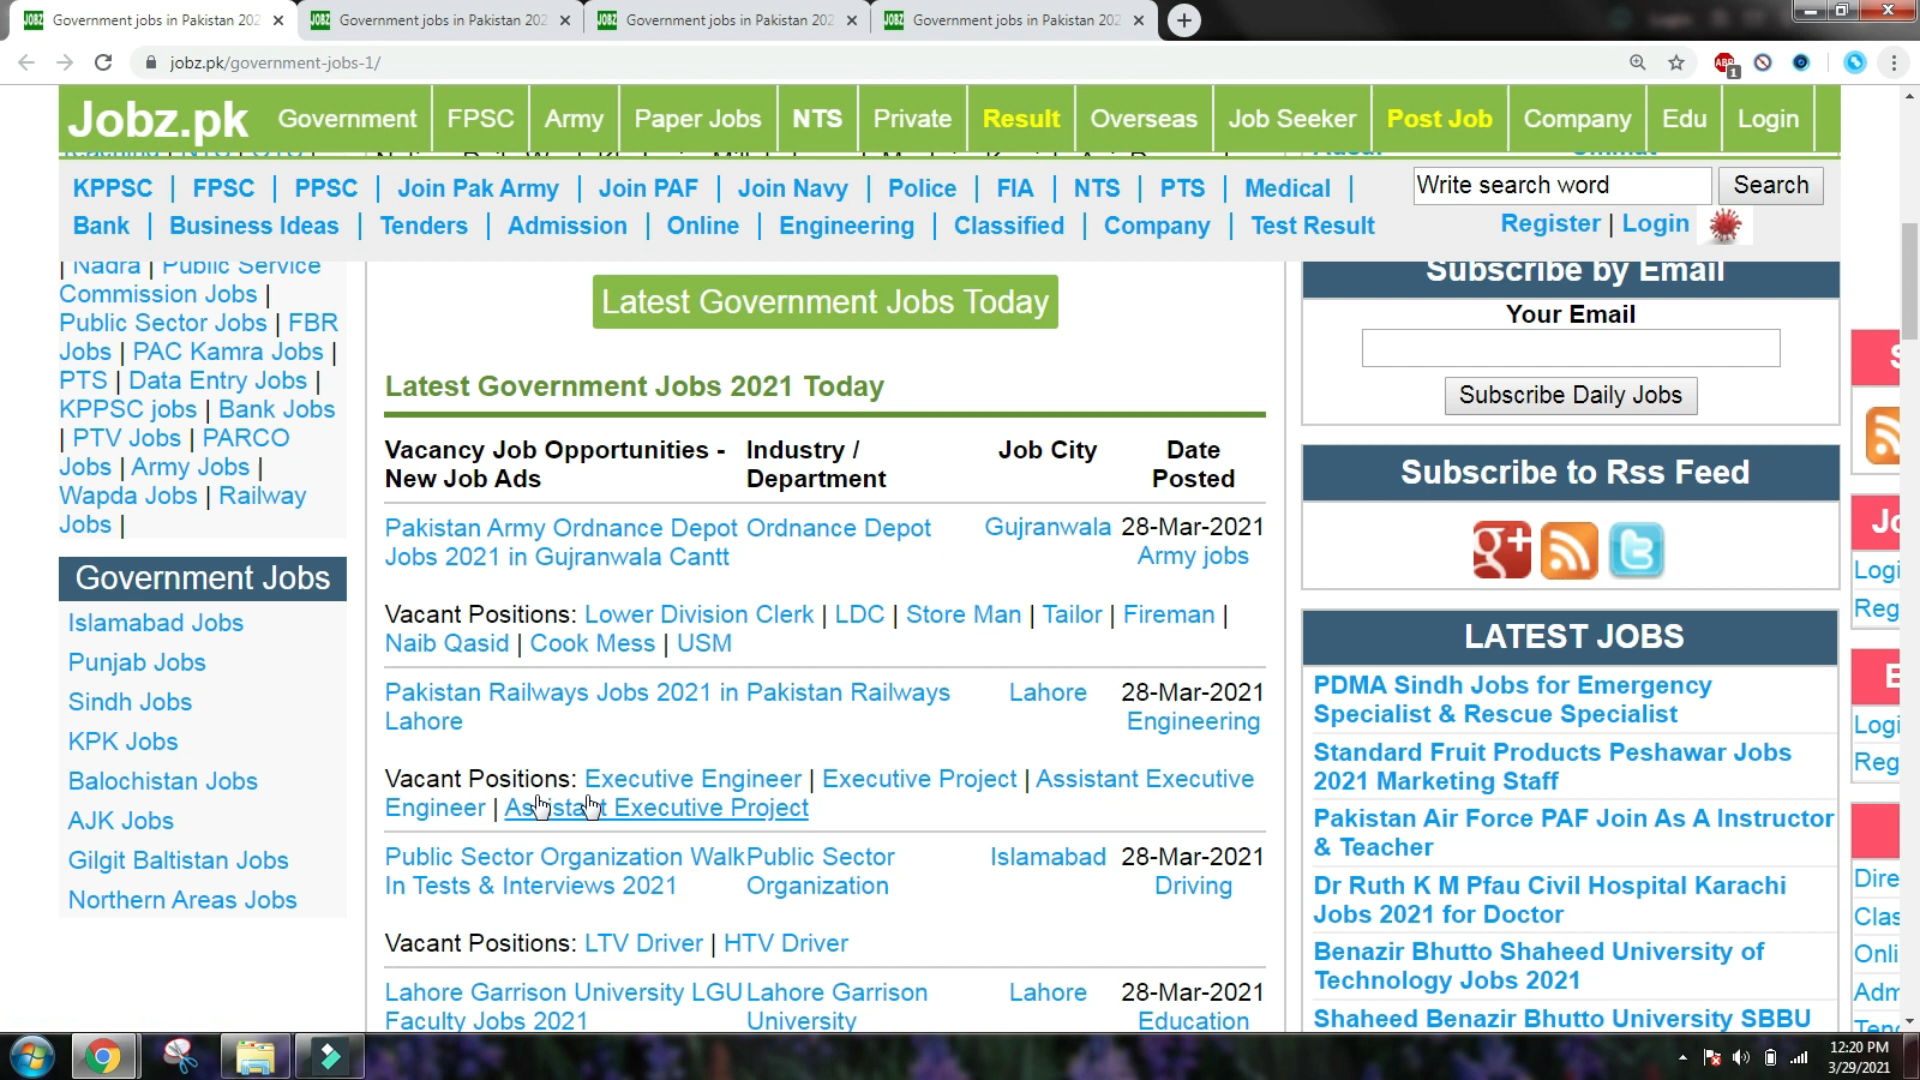 Government jobs in Pakistan 202
Government jobs in Pakistan 202
Government jobs in Pakistan 202
Government jobs in Pakistan 202
jobz.pk/government-jobs-1/
ABP
1
Jobz.pk
Government
FPSC
Army
Paper Jobs
NTS
Private
Result
Overseas
Job Seeker
Post Job
Company
Edu
Login
KPPSC | FPSC | PPSC | Join Pak Army | Join PAF | Join Navy | Police | FIA | NTS | PTS | Medical |
Bank | Business Ideas | Tenders | Admission | Online | Engineering | Classified | Company | Test Result
Write search word
Search
Register | Login
| Nadra | Public Service
Commission Jobs |
Public Sector Jobs | FBR
Jobs | PAC Kamra Jobs |
PTS | Data Entry Jobs |
KPPSC jobs | Bank Jobs
| PTV Jobs | PARCO
Jobs | Army Jobs |
Wapda Jobs | Railway
Jobs |
Government Jobs
Islamabad Jobs
Punjab Jobs
Sindh Jobs
KPK Jobs
Balochistan Jobs
AJK Jobs
Gilgit Baltistan Jobs
Northern Areas Jobs
Latest Government Jobs Today
Latest Government Jobs 2021 Today
Vacancy Job Opportunities - Industry / Job City Date
New Job Ads Department Posted
Pakistan Army Ordnance Depot Ordnance Depot Gujranwala 28-Mar-2021
Jobs 2021 in Gujranwala Cantt Army jobs
Vacant Positions: Lower Division Clerk | LDC | Store Man | Tailor | Fireman |
Naib Qasid | Cook Mess | USM
Pakistan Railways Jobs 2021 in Pakistan Railways Lahore 28-Mar-2021
Lahore Engineering
Vacant Positions: Executive Engineer | Executive Project | Assistant Executive
Engineer | Assistant Executive Project
Public Sector Organization Walk Public Sector Islamabad 28-Mar-2021
In Tests & Interviews 2021 Organization Driving
Vacant Positions: LTV Driver | HTV Driver
Lahore Garrison University LGU Lahore Garrison Lahore 28-Mar-2021
Faculty Jobs 2021 University Education
Subscribe by Email
Your Email
Subscribe Daily Jobs
Subscribe to Rss Feed
g+
t
LATEST JOBS
PDMA Sindh Jobs for Emergency
Specialist & Rescue Specialist
Standard Fruit Products Peshawar Jobs
2021 Marketing Staff
Pakistan Air Force PAF Join As A Instructor
& Teacher
Dr Ruth K M Pfau Civil Hospital Karachi
Jobs 2021 for Doctor
Benazir Bhutto Shaheed University of
Technology Jobs 2021
Shaheed Benazir Bhutto University SBBU
S
Jo
Logi
Reg
E
Logi
Reg
Dire
Clas
Onli
Adm
12:20 PM
3/29/2021